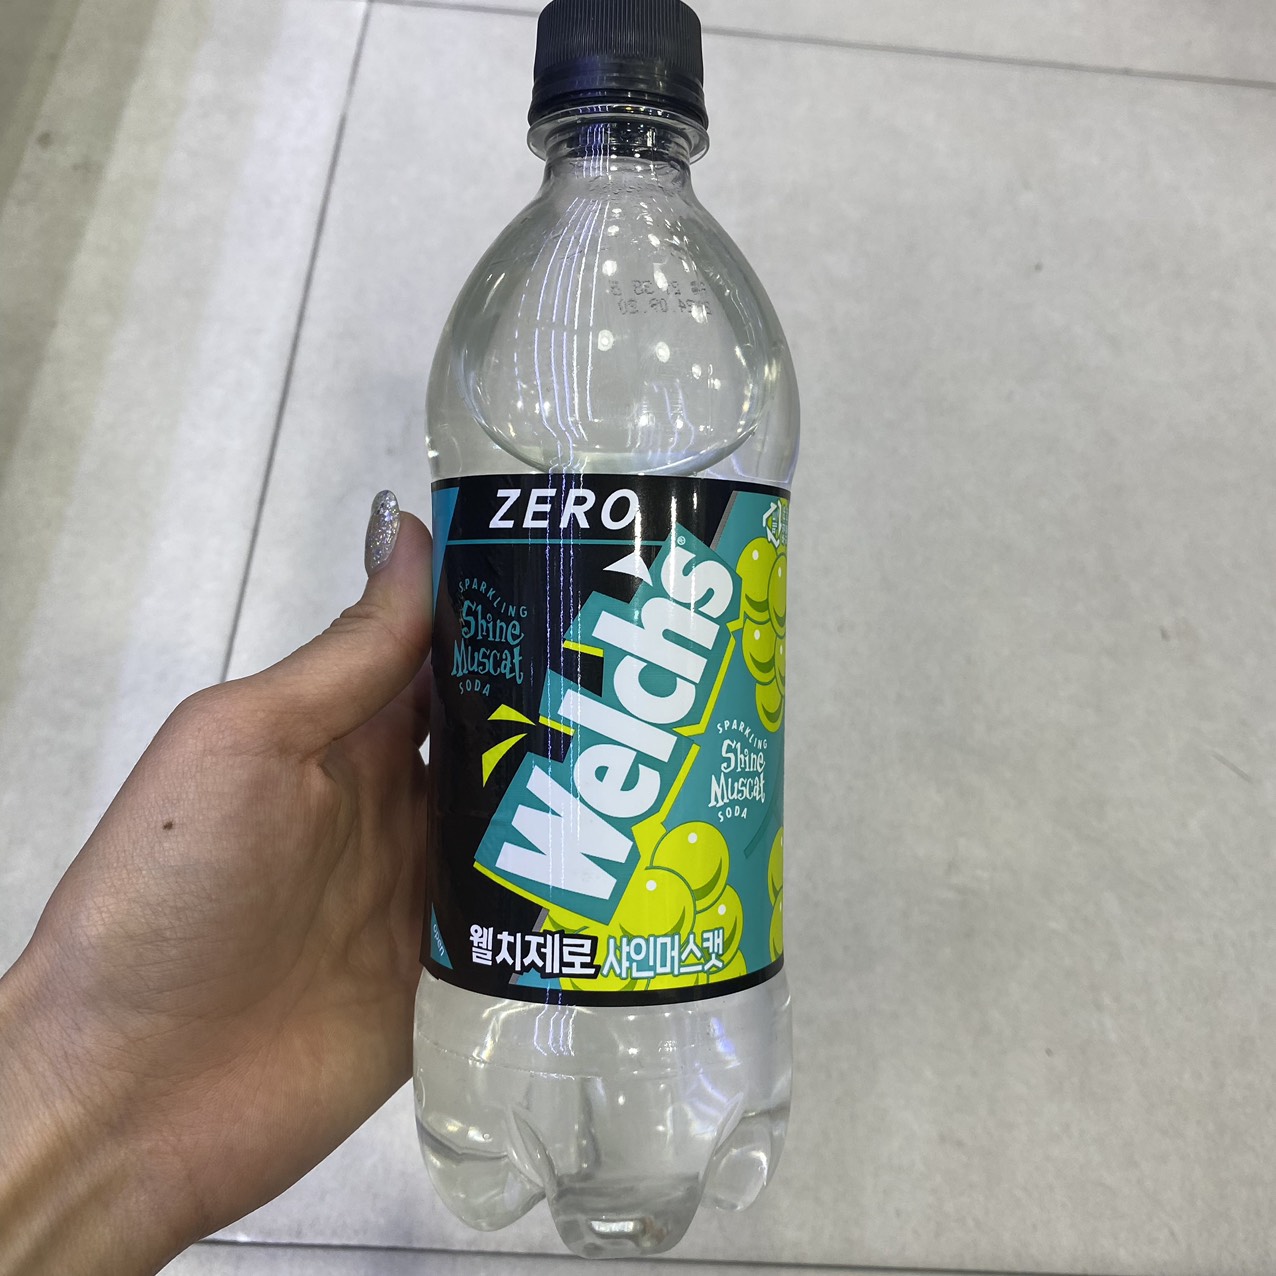 ZERO
Welch's®
SPARKLING
Shine
Muscat
SODA
SPARKLING
Shine
Muscat
SODA
웰치제로 샤인머스캣